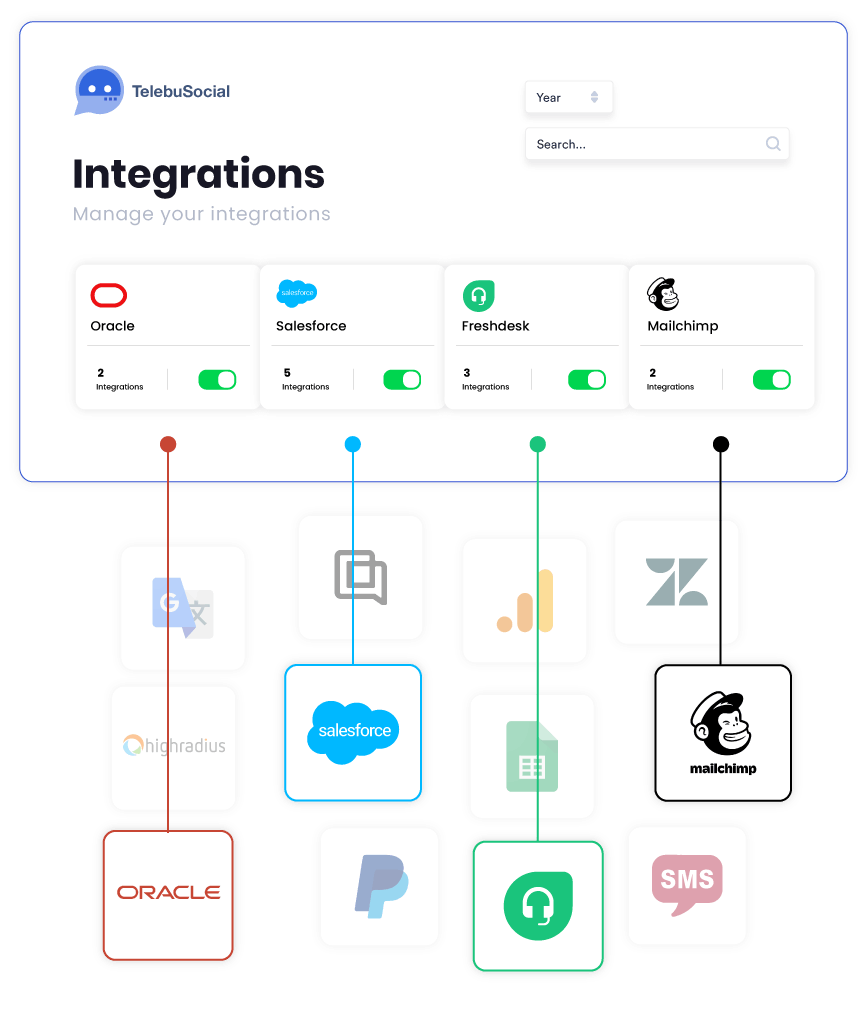 TelebuSocial
Year
Search...
Integrations
Manage your integrations
Oracle
Salesforce
Freshdesk
Mailchimp
salesforce
2
Integrations
5
Integrations
3
Integrations
2
Integrations
G
文
highradius
salesforce
mailchimp
ORACLE
SMS